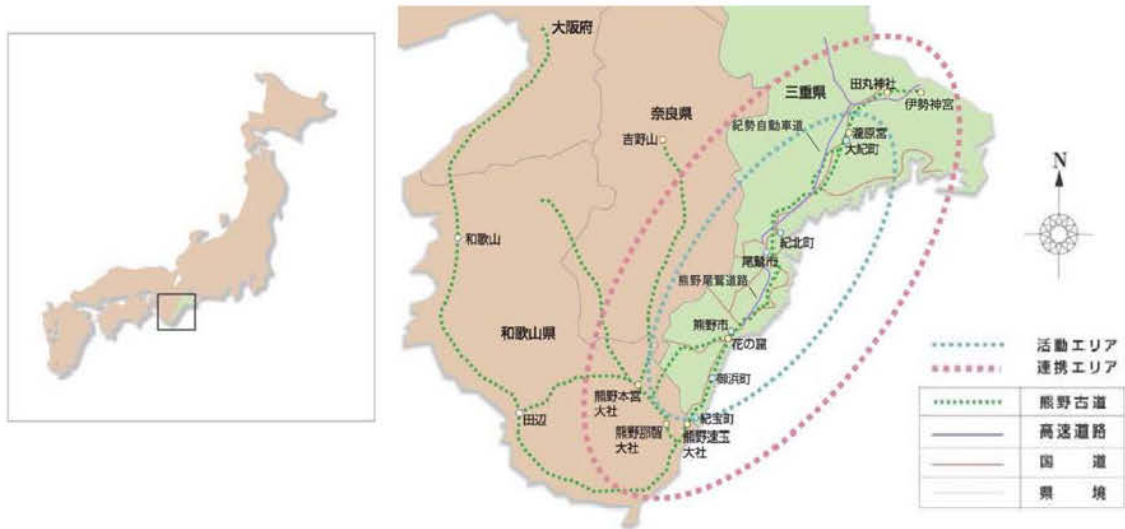 大阪府
奈良県
三重県
田丸神社
伊勢神宮
紀勢自動車道
瀧原宮
大紀町
吉野山
和歌山
紀北町
尾鷲市
熊野尾鷲道路
和歌山県
熊野市
花の窟
御浜町
熊野本宮
大社
田辺
紀宝町
熊野那智
大社
熊野速玉
大社
N
活動エリア
連携エリア
熊野古道
高速道路
国道
県境